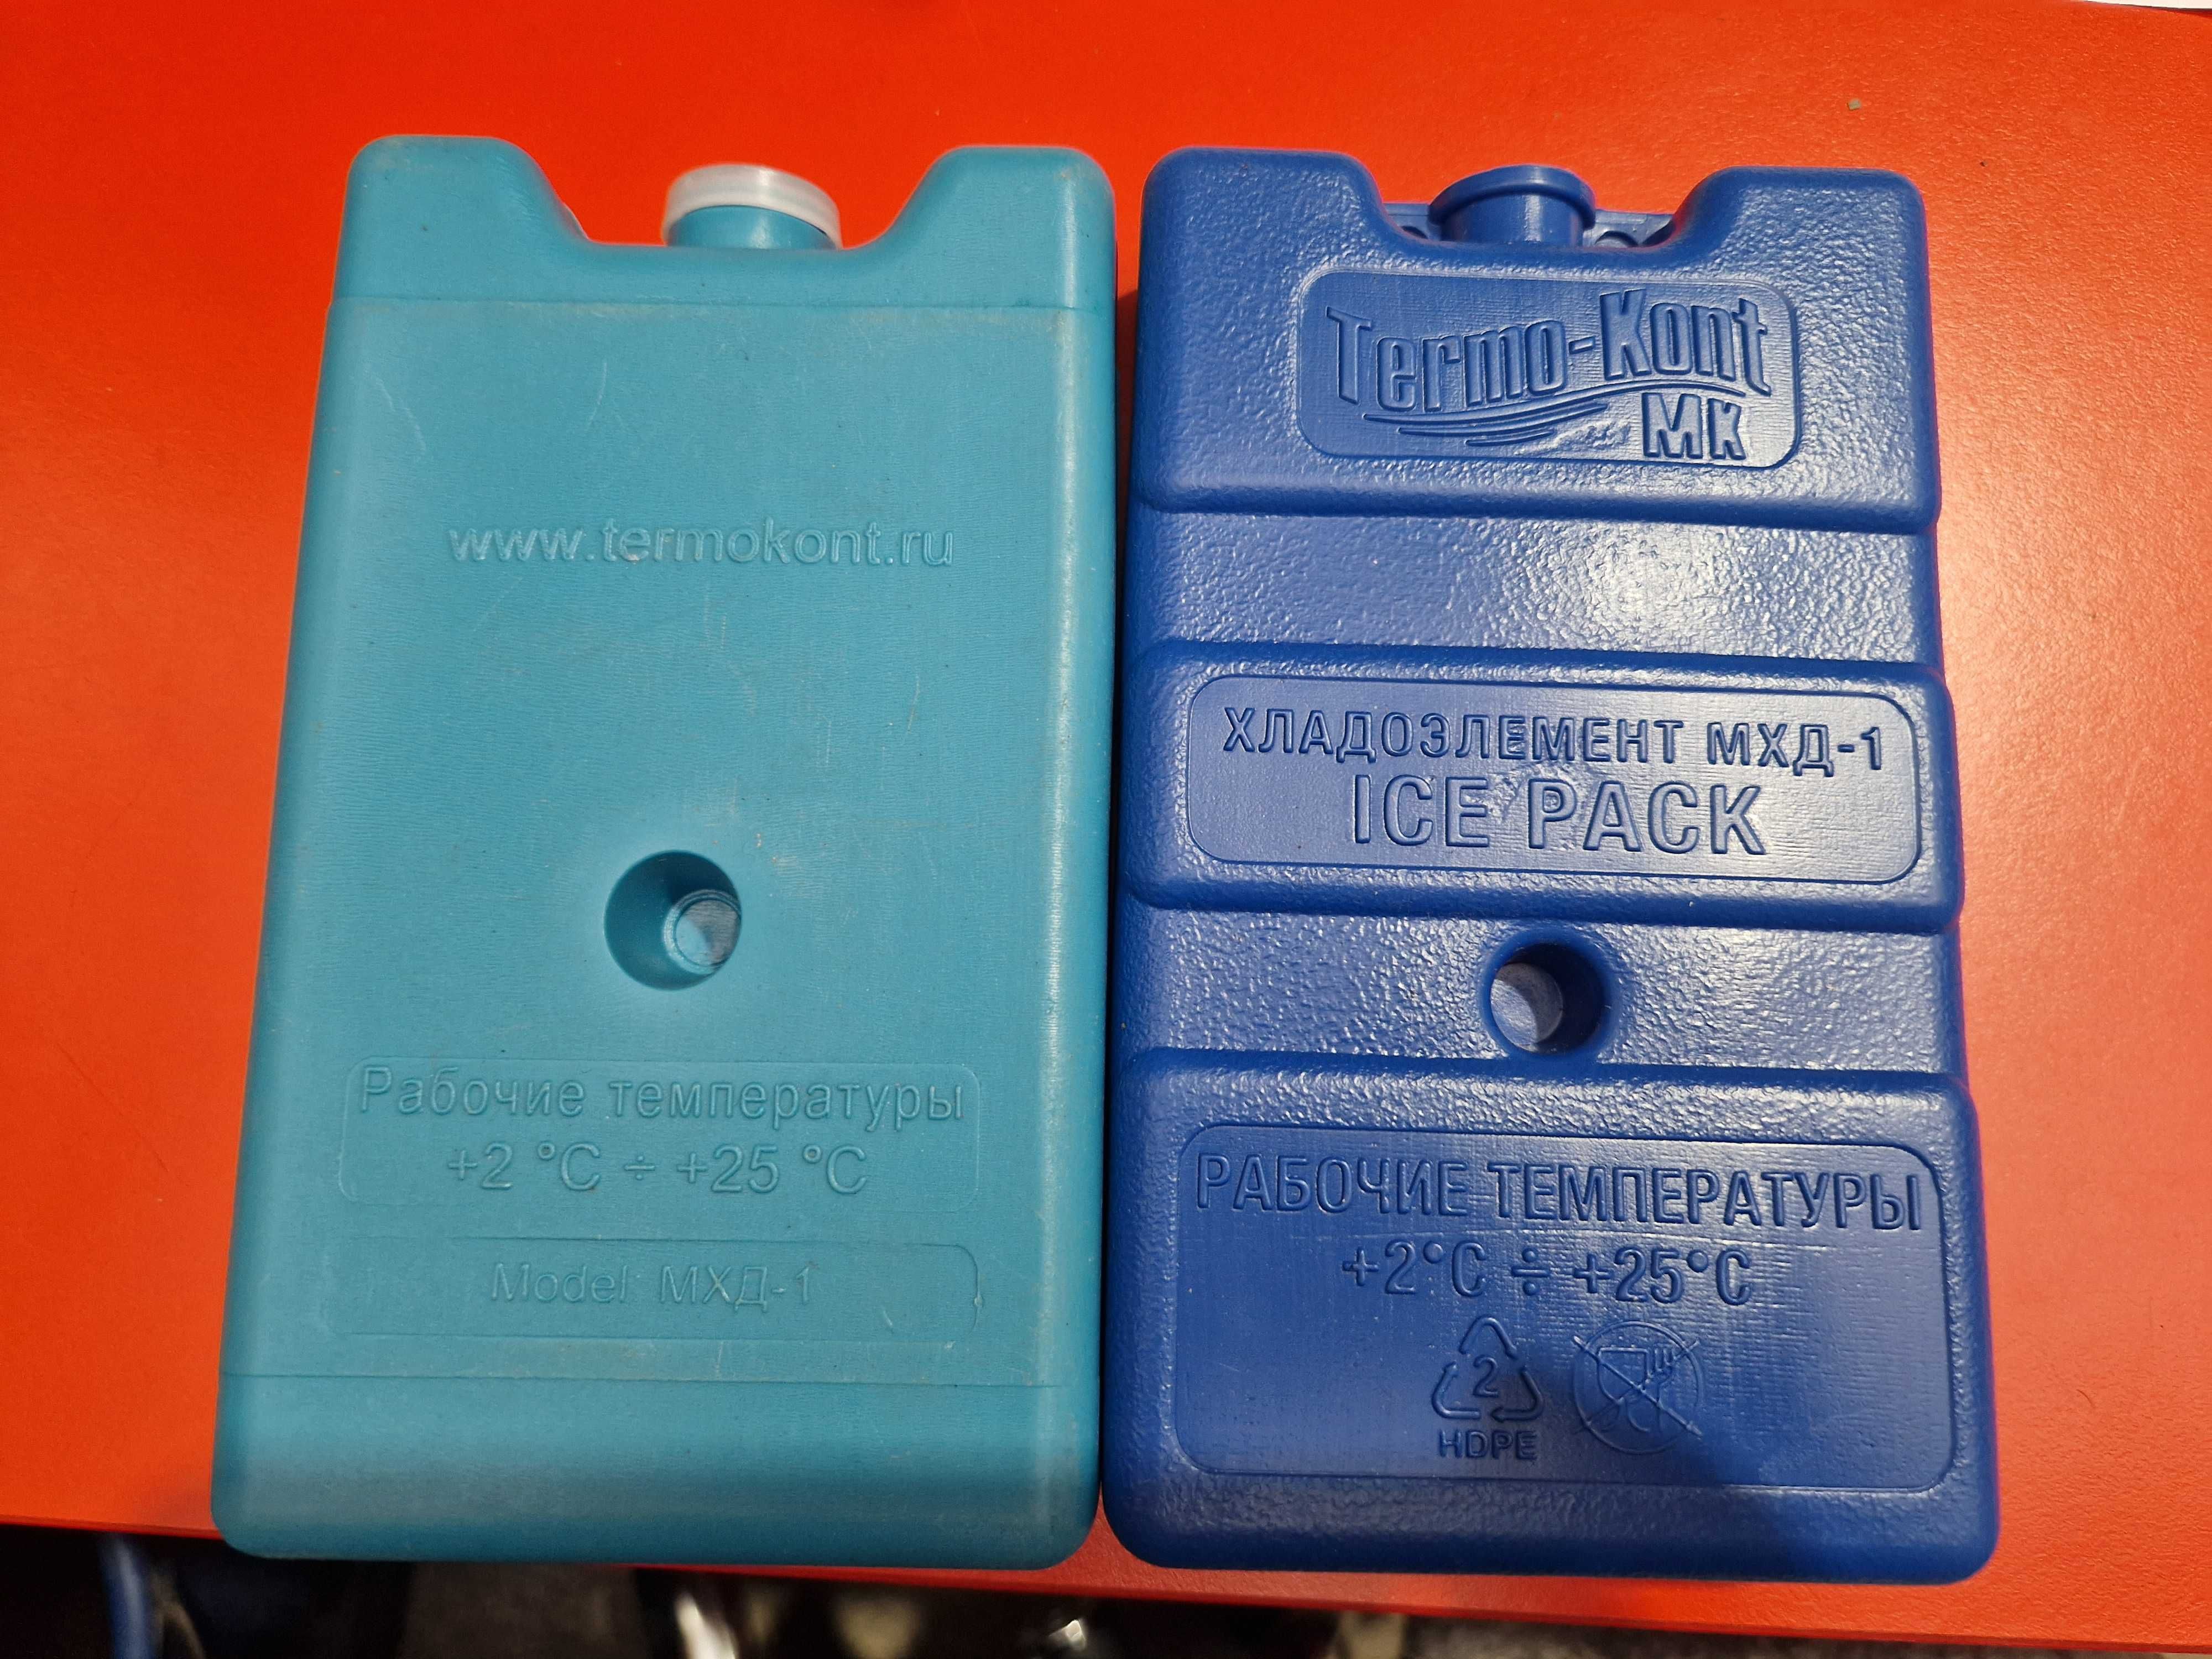 www.termokont.ru
Рабочие температуры
+2 °C ÷ +25 °C
Model МХД-1
Termo-Kont
МК
ХЛАДОЭЛЕМЕНТ МХД-1
ICE PACK
РАБОЧИЕ ТЕМПЕРАТУРЫ
+2°C ÷ +25°C
2
HDPE